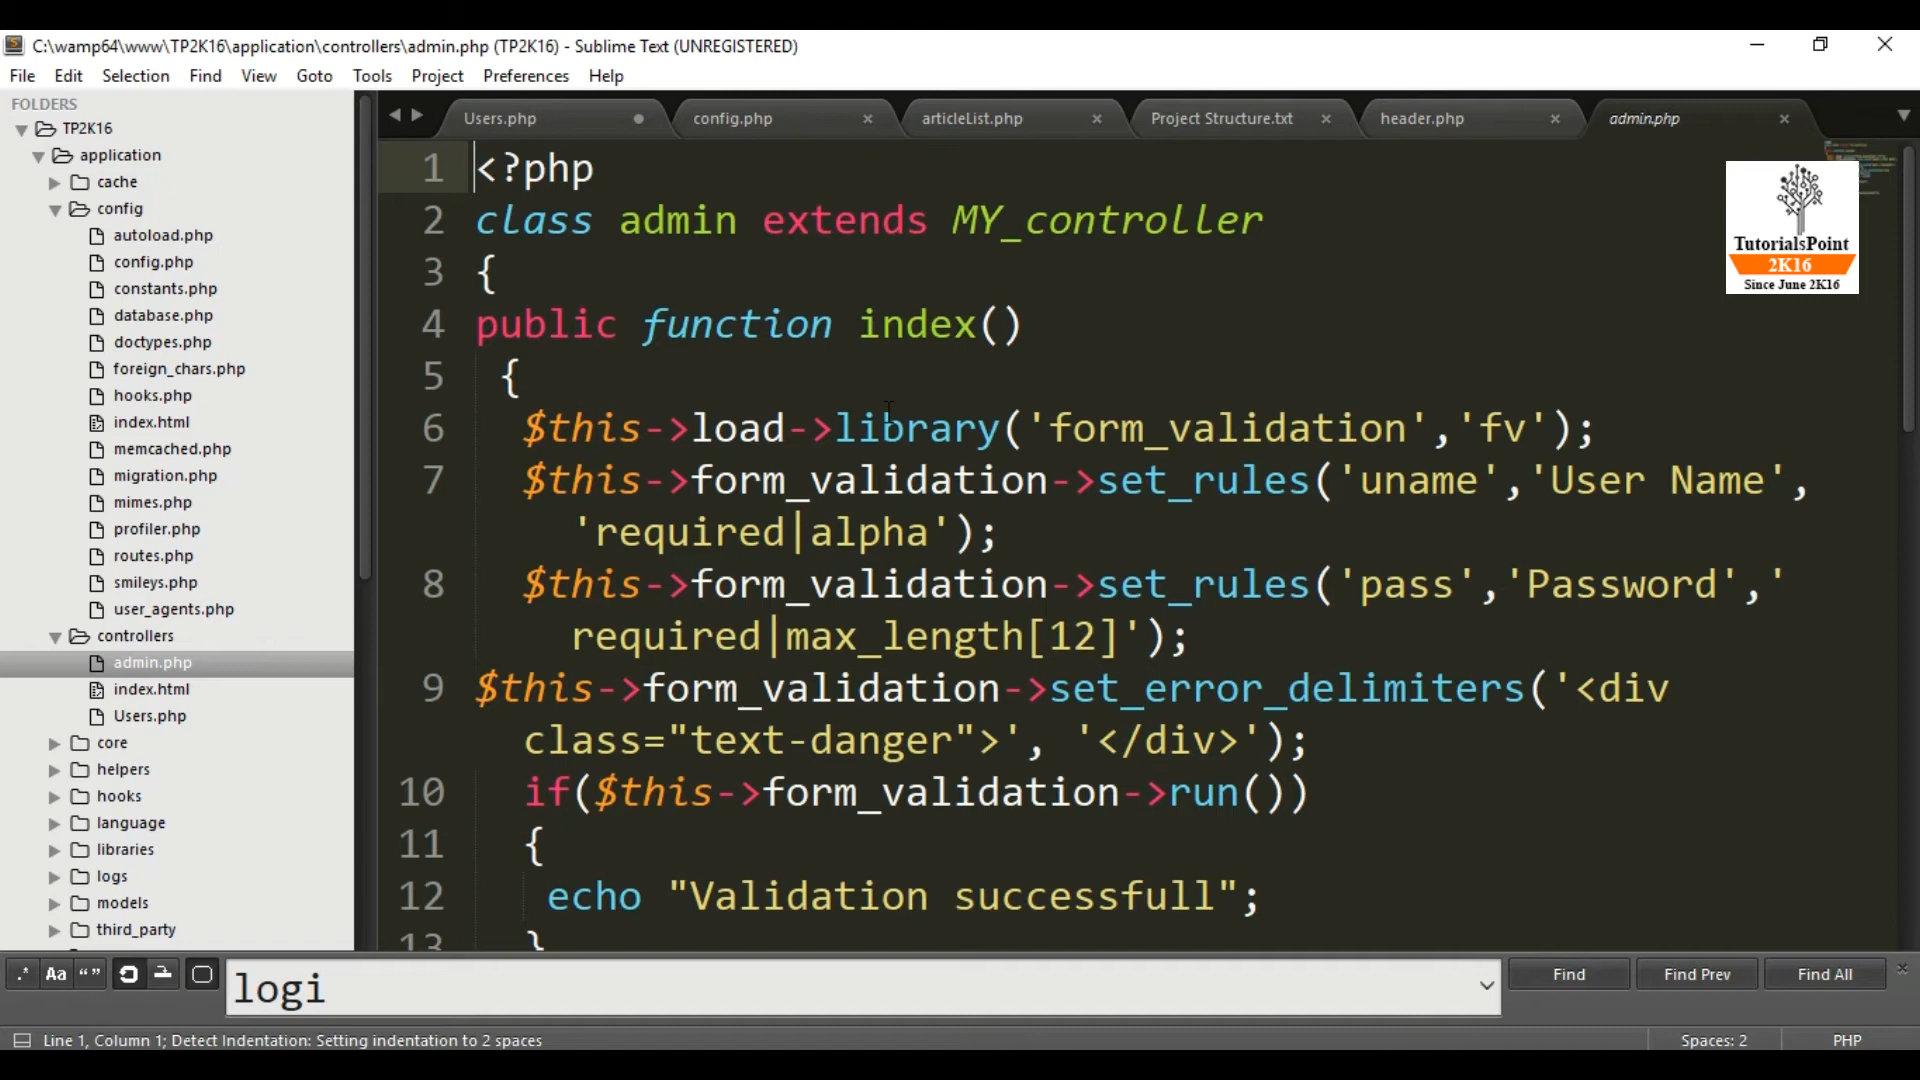 C:\wamp64\www\TP2K16\application\controllers\admin.php (TP2K16) - Sublime Text (UNREGISTERED)
File Edit Selection Find View Goto Tools Project Preferences Help
FOLDERS
TP2K16
application
cache
config
autoload.php
config.php
constants.php
database.php
doctypes.php
foreign_chars.php
hooks.php
index.html
memcached.php
migration.php
mimes.php
profiler.php
routes.php
smileys.php
user_agents.php
controllers
admin.php
index.html
Users.php
core
helpers
hooks
language
libraries
logs
models
third_party
Users.php config.php articleList.php Project Structure.txt header.php admin.php
1 <?php
2 class admin extends MY_controller
3 {
4 public function index()
5 {
6 $this->load->library('form_validation','fv');
7 $this->form_validation->set_rules('uname','User Name',
'required|alpha');
8 $this->form_validation->set_rules('pass','Password','
required|max_length[12]');
9 $this->form_validation->set_error_delimiters('<div
class="text-danger">', '</div>');
10 if($this->form_validation->run())
11 {
12 echo "Validation successfull";
13 }
TutorialsPoint
2K16
Since June 2K16
.* Aa “ ” logi Find Find Prev Find All
Line 1, Column 1; Detect Indentation: Setting indentation to 2 spaces Spaces: 2 PHP